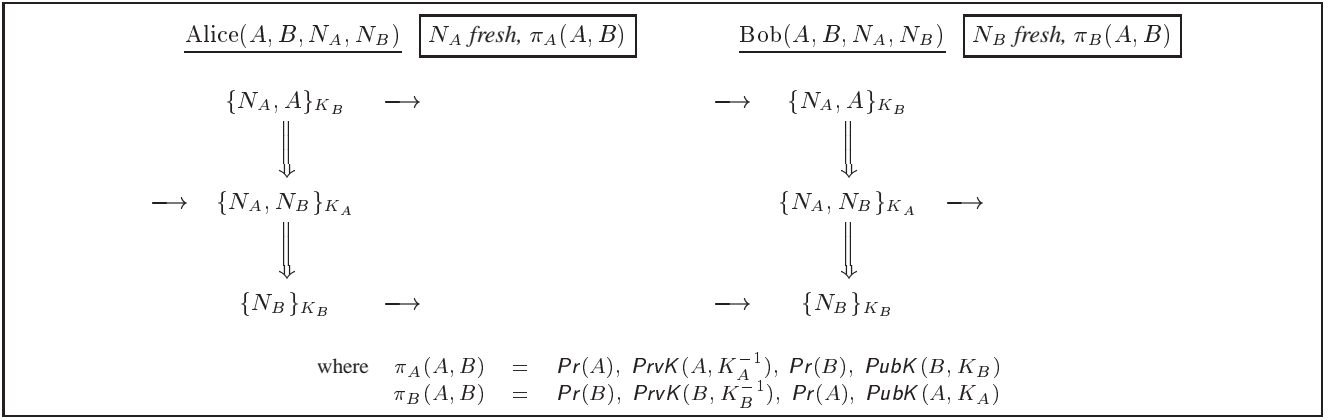 Alice(A, B, N_A, N_B) N_A fresh, π_A(A, B) Bob(A, B, N_A, N_B) N_B fresh, π_B(A, B)
{N_A, A}_{K_B} ⟶ ⟶ {N_A, A}_{K_B}
⟶ {N_A, N_B}_{K_A} {N_A, N_B}_{K_A} ⟶
{N_B}_{K_B} ⟶ ⟶ {N_B}_{K_B}
where π_A(A, B) = Pr(A), PrvK(A, K_A^{-1}), Pr(B), PubK(B, K_B)
π_B(A, B) = Pr(B), PrvK(B, K_B^{-1}), Pr(A), PubK(A, K_A)